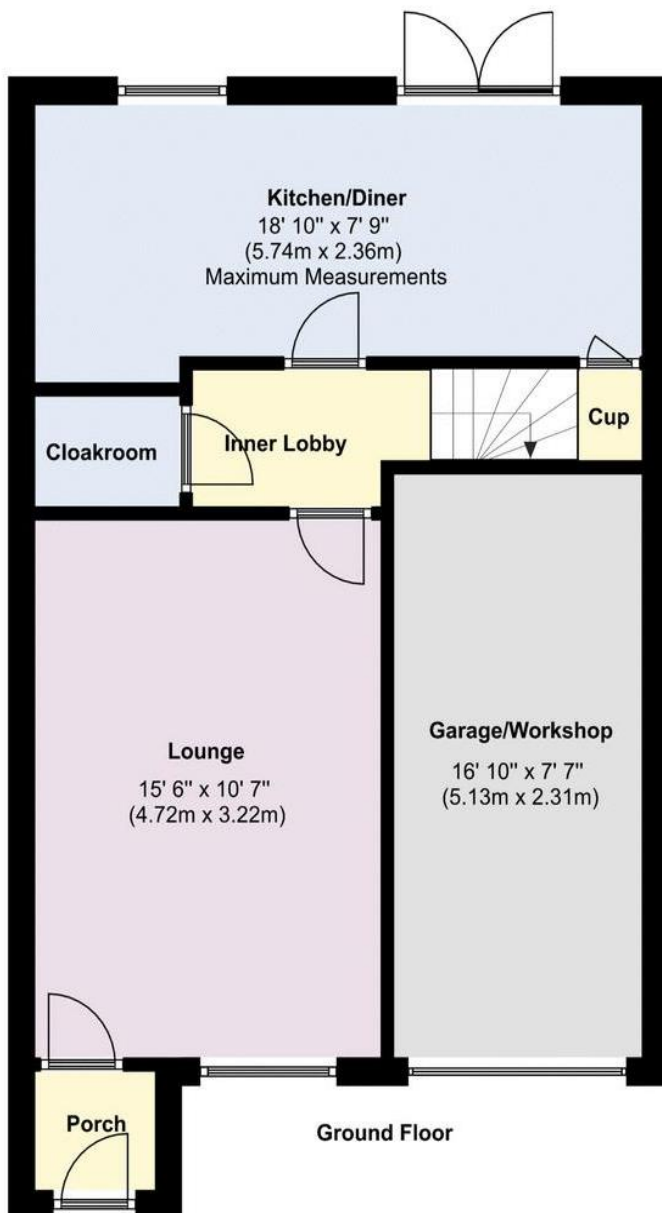 Kitchen/Diner
18' 10" x 7' 9"
(5.74m x 2.36m)
Maximum Measurements
Cloakroom
Inner Lobby
Cup
Lounge
15' 6" x 10' 7"
(4.72m x 3.22m)
Garage/Workshop
16' 10" x 7' 7"
(5.13m x 2.31m)
Porch
Ground Floor